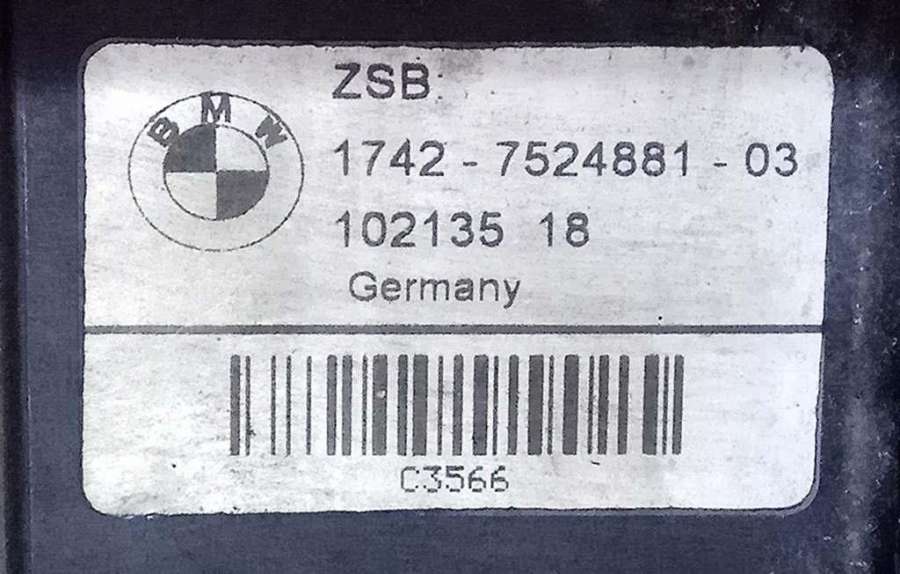 BMW
ZSB
1742 - 7524881 - 03
102135 18
Germany
C3566